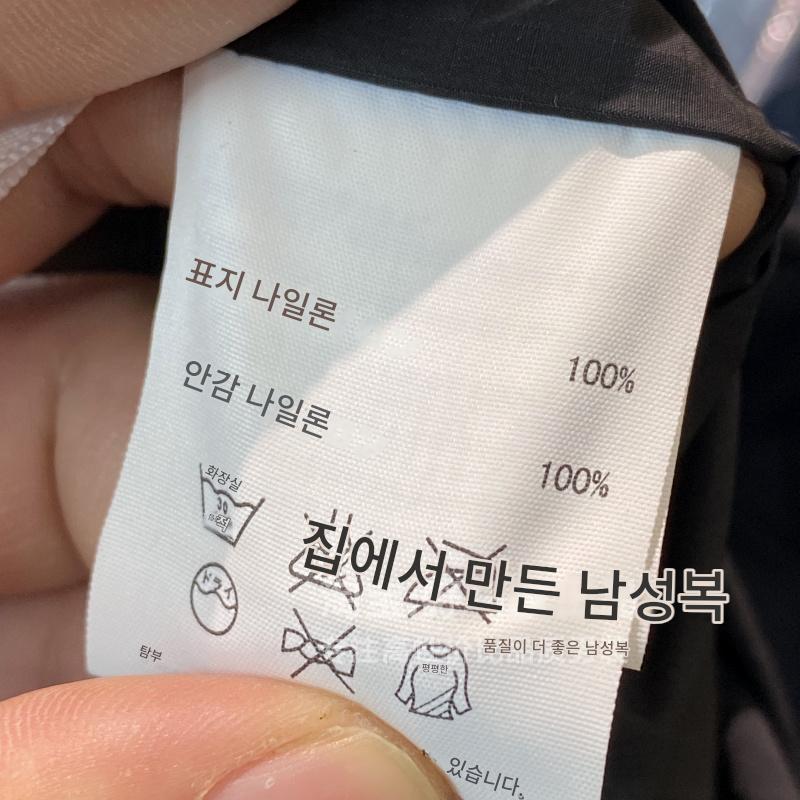 표지 나일론
100%
안감 나일론
100%
화장실
30
집에서 만든 남성복
ドライ
품질이 더 좋은 남성복
탐부
평평한
있습니다.